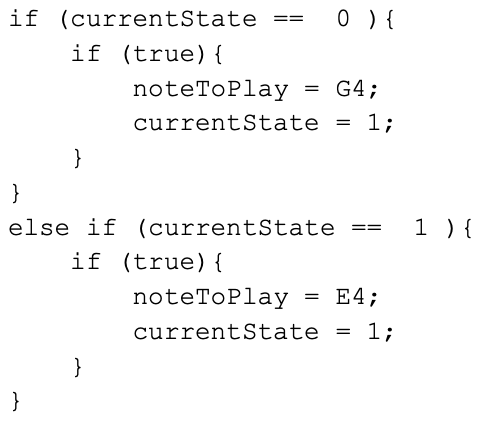 if (currentState ==  0 ){
    if (true){
        noteToPlay = G4;
        currentState = 1;
    }
}
else if (currentState ==  1 ){
    if (true){
        noteToPlay = E4;
        currentState = 1;
    }
}